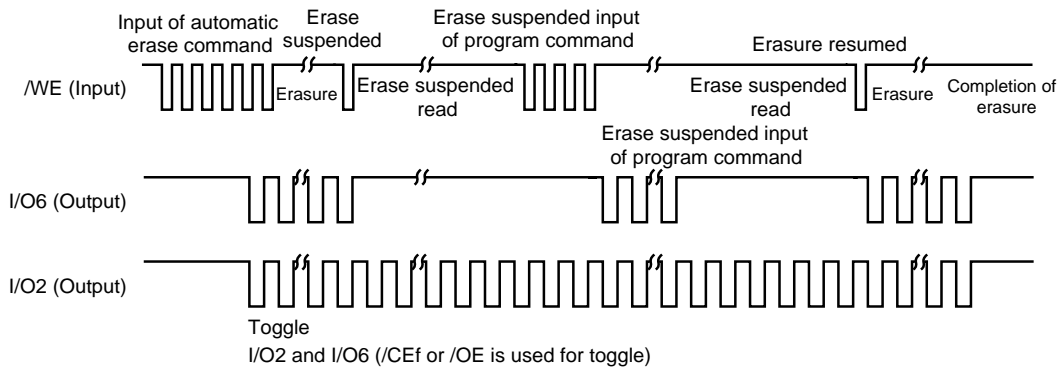 Input of automatic
erase command
Erase
suspended
Erase suspended input
of program command
Erasure resumed
/WE (Input)
Erasure
Erase suspended
read
Erase suspended
read
Erasure
Completion of
erasure
Erase suspended input
of program command
I/O6 (Output)
I/O2 (Output)
Toggle
I/O2 and I/O6 (/CEf or /OE is used for toggle)